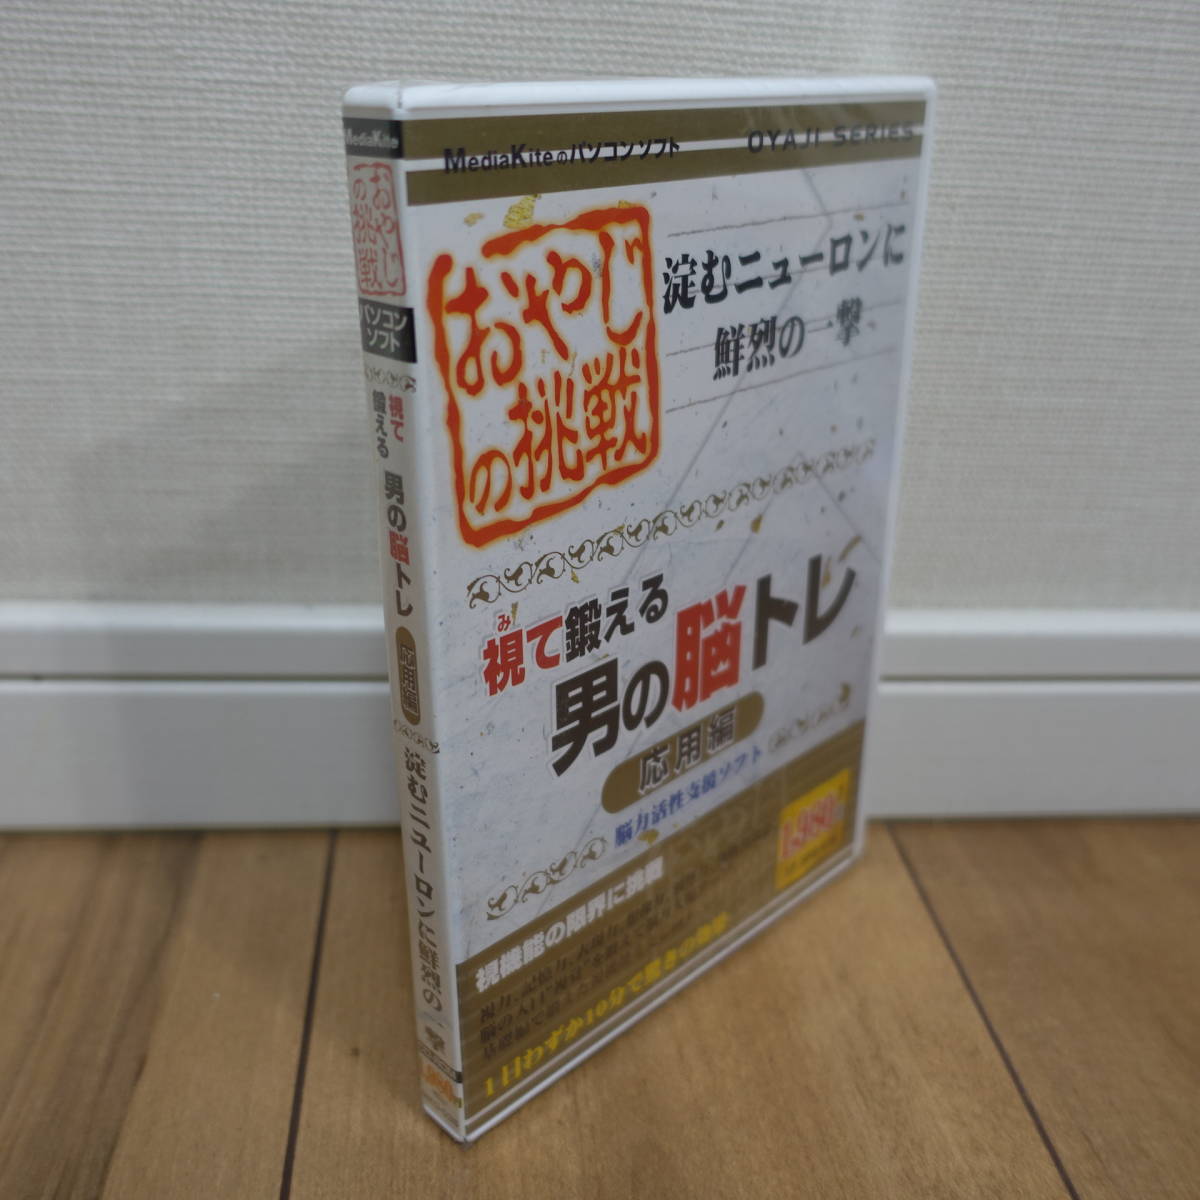 MediaKite
おやじ
の挑戦
パソコン
ソフト
視て
鍛える
男の脳トレ
応用編
淀むニューロンに鮮烈の一撃
MediaKiteのパソコンソフト
OYAJI SERIES
おやじ
の挑戦
淀むニューロンに
鮮烈の一撃
み
視て鍛える
男の脳トレ
応用編
脳力活性支援ソフト
1,980
視機能の限界に挑戦
1日わずか10分で驚きの効果